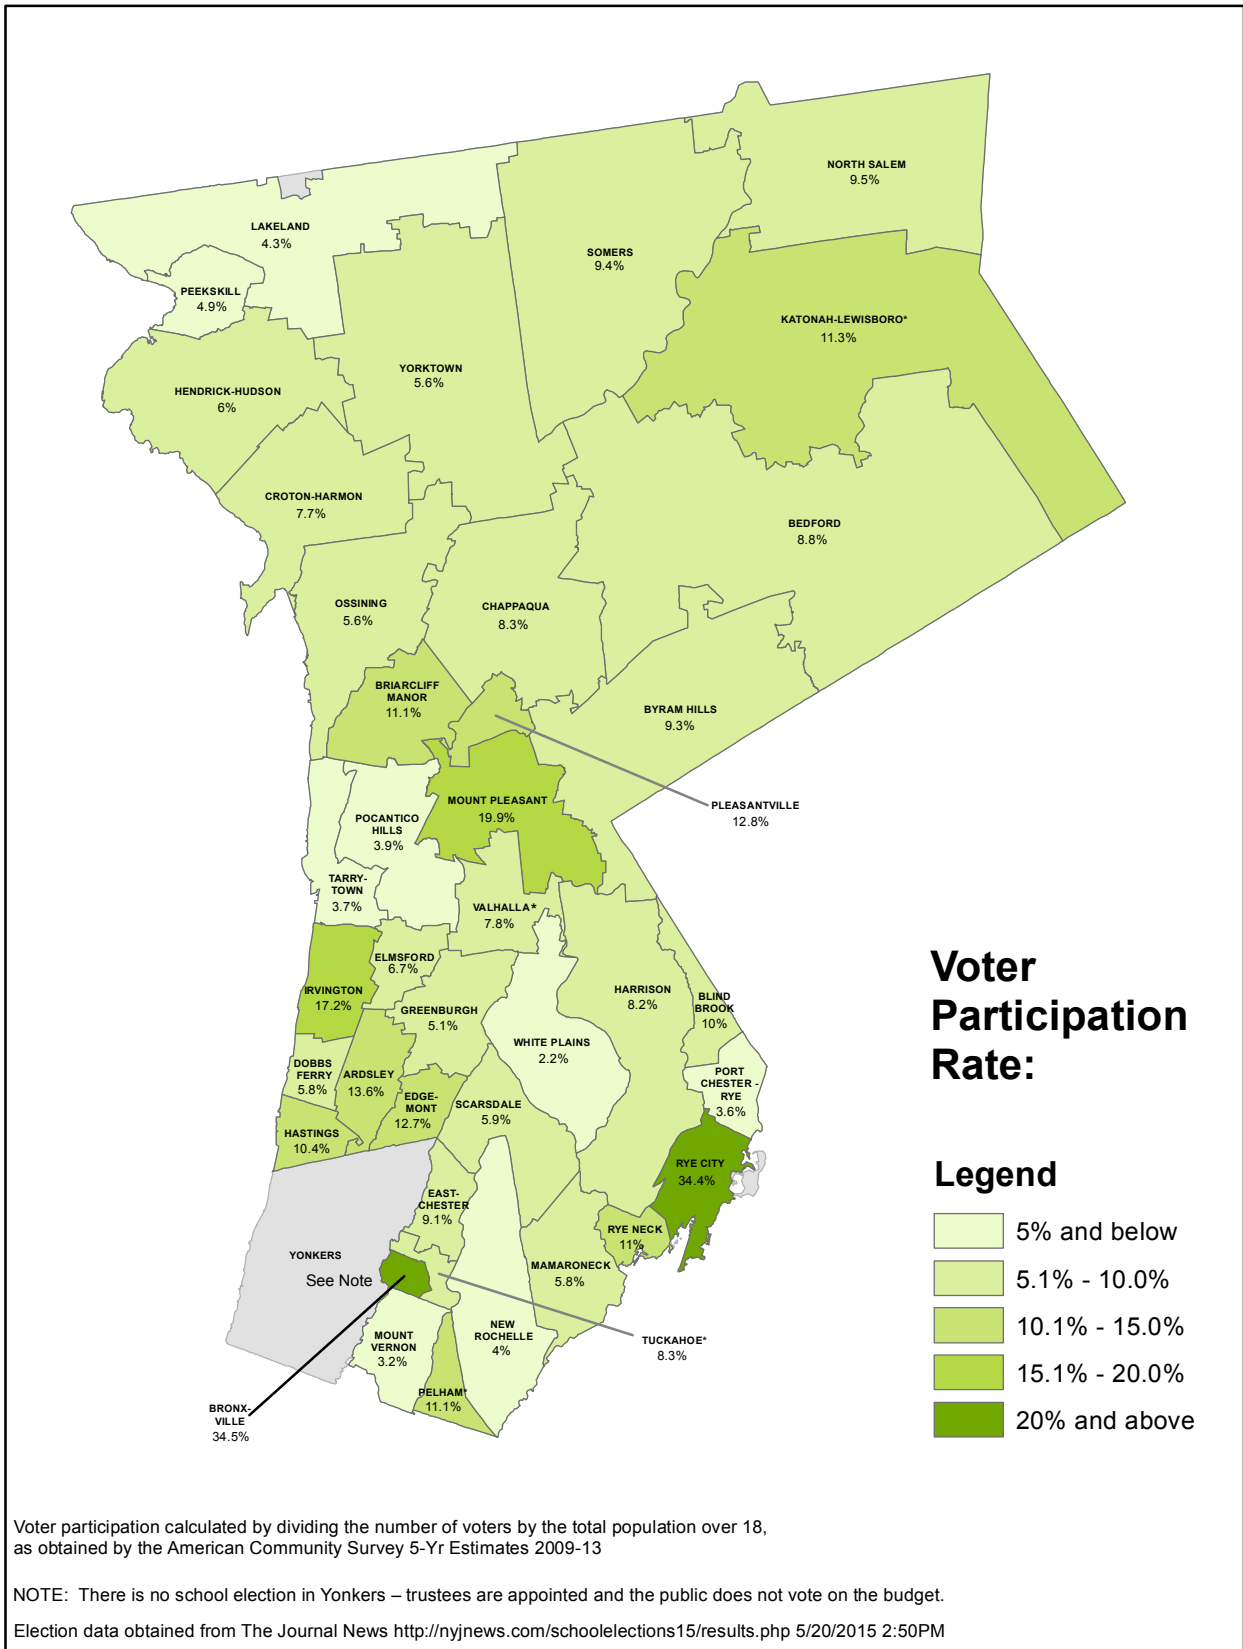 NORTH SALEM
9.5%
LAKELAND
4.3%
SOMERS
9.4%
PEEKSKILL
4.9%
KATONAH-LEWISBORO*
11.3%
YORKTOWN
5.6%
HENDRICK-HUDSON
6%
CROTON-HARMON
7.7%
BEDFORD
8.8%
OSSINING
5.6%
CHAPPAQUA
8.3%
BRIARCLIFF
MANOR
11.1%
BYRAM HILLS
9.3%
MOUNT PLEASANT
19.9%
PLEASANTVILLE
12.8%
POCANTICO
HILLS
3.9%
TARRY-
TOWN
3.7%
VALHALLA*
7.8%
ELMSFORD
6.7%
IRVINGTON
17.2%
GREENBURGH
5.1%
HARRISON
8.2%
BLIND
BROOK
10%
WHITE PLAINS
2.2%
DOBBS
FERRY
5.8%
ARDSLEY
13.6%
EDGE-
MONT
12.7%
SCARSDALE
5.9%
PORT
CHESTER -
RYE
3.6%
HASTINGS
10.4%
RYE CITY
34.4%
EAST-
CHESTER
9.1%
RYE NECK
11%
YONKERS
See Note
MAMARONECK
5.8%
NEW
ROCHELLE
4%
MOUNT
VERNON
3.2%
TUCKAHOE*
8.3%
PELHAM*
11.1%
BRONX-
VILLE
34.5%
Voter
Participation
Rate:
Legend
5% and below
5.1% - 10.0%
10.1% - 15.0%
15.1% - 20.0%
20% and above
Voter participation calculated by dividing the number of voters by the total population over 18,
as obtained by the American Community Survey 5-Yr Estimates 2009-13
NOTE:  There is no school election in Yonkers – trustees are appointed and the public does not vote on the budget.
Election data obtained from The Journal News http://nyjnews.com/schoolelections15/results.php 5/20/2015 2:50PM